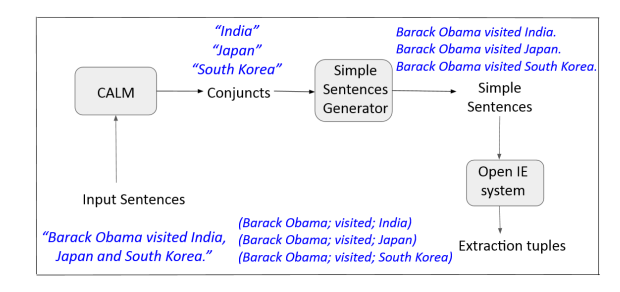 “India”
“Japan”
“South Korea”
Barack Obama visited India.
Barack Obama visited Japan.
Barack Obama visited South Korea.
CALM
Conjuncts
Simple
Sentences
Generator
Simple
Sentences
Open IE
system
Input Sentences
“Barack Obama visited India,
Japan and South Korea.”
(Barack Obama; visited; India)
(Barack Obama; visited; Japan)
(Barack Obama; visited; South Korea)
Extraction tuples